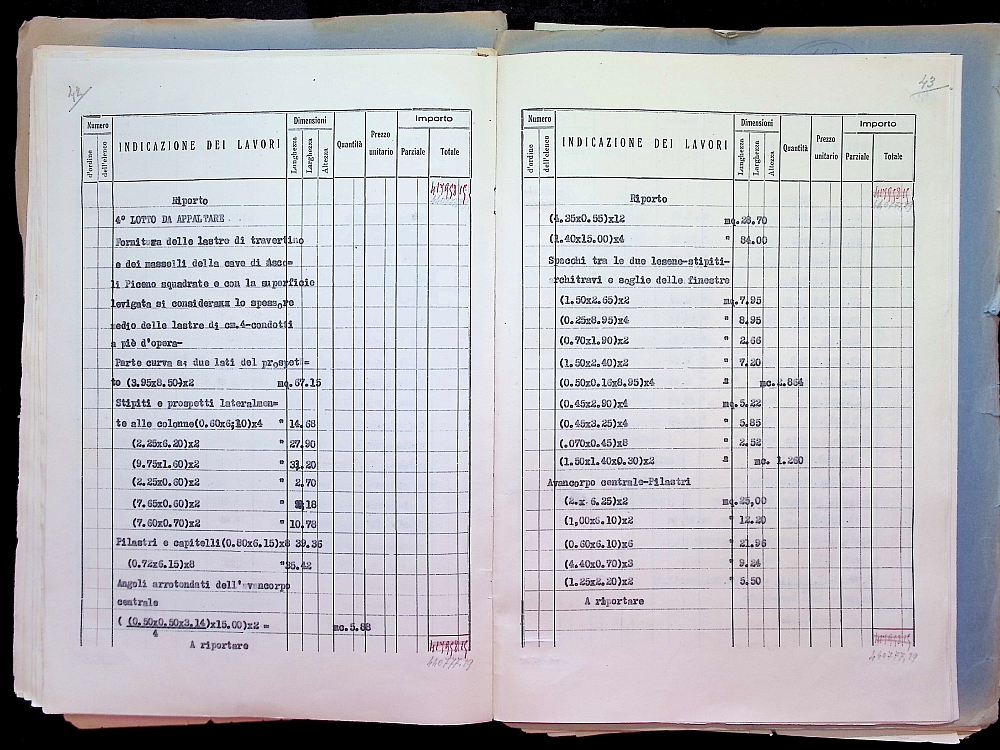 42
Numero
d'ordine
dell'elenco
INDICAZIONE DEI LAVORI
Dimensioni
Lunghezza
Larghezza
Altezza
Quantità
Prezzo unitario
Importo
Parziale
Totale
Riporto
4º LOTTO DA APPALTARE
Fornitura delle lastre di travertino
e dei masselli della cave di Asco=
li Piceno squadrate e con la superficie
levigata si consideraxx lo spessore
medio delle lastre di cm.4-condotti
a piè d'opera-
Parte curva ai due lati del prospet=
to (3.95x8.50)x2 mq.67.15
Stipiti e prospetti lateralmen=
te alle colonne(0.60x6;10)x4 " 14.68
(2.25x6.20)x2 " 27.90
(9.75x1.60)x2 " 31.20
(2.25x0.60)x2 " 2.70
(7.65x0.60)x2 " 9,18
(7.60x0.70)x2 " 10.78
Pilastri e capitelli(0.80x6.15)x8 39.36
(0.72x6.15)x8 "35.42
Angoli arrotondati dell'avancorpo
centrale
( (0.50x0.50x3.14)x15.00)x2 = mc.5.88
4
A riportare
440777.19
43
Numero
d'ordine
dell'elenco
INDICAZIONE DEI LAVORI
Dimensioni
Lunghezza
Larghezza
Altezza
Quantità
Prezzo unitario
Importo
Parziale
Totale
Riporto
(4.35x0.55)x12 mq.28.70
(1.40x15.00)x4 " 84.00
Specchi tra le due lesene-stipiti-
architravi e soglie delle finestre
(1.50x2.65)x2 mq.7.95
(0.25x8.95)x4 " 8.95
(0.70x1.90)x2 " 2.66
(1.50x2.40)x2 " 7.20
(0.50x0.16x8.95)x4 " mc.2.864
(0.45x2.90)x4 mq.5.22
(0.45x3.25)x4 " 5.85
(.070x0.45)x8 " 2.52
(1.50x1.40x0.30)x2 " mc. 1.260
Avancorpo centrale-Pilastri
(2.x 6.25)x2 mq.25,00
(1,00x6.10)x2 " 12.20
(0.60x6.10)x6 " 21.96
(4.40x0.70)x3 " 9.24
(1.25x2.20)x2 " 5.50
A riportare
440777.19